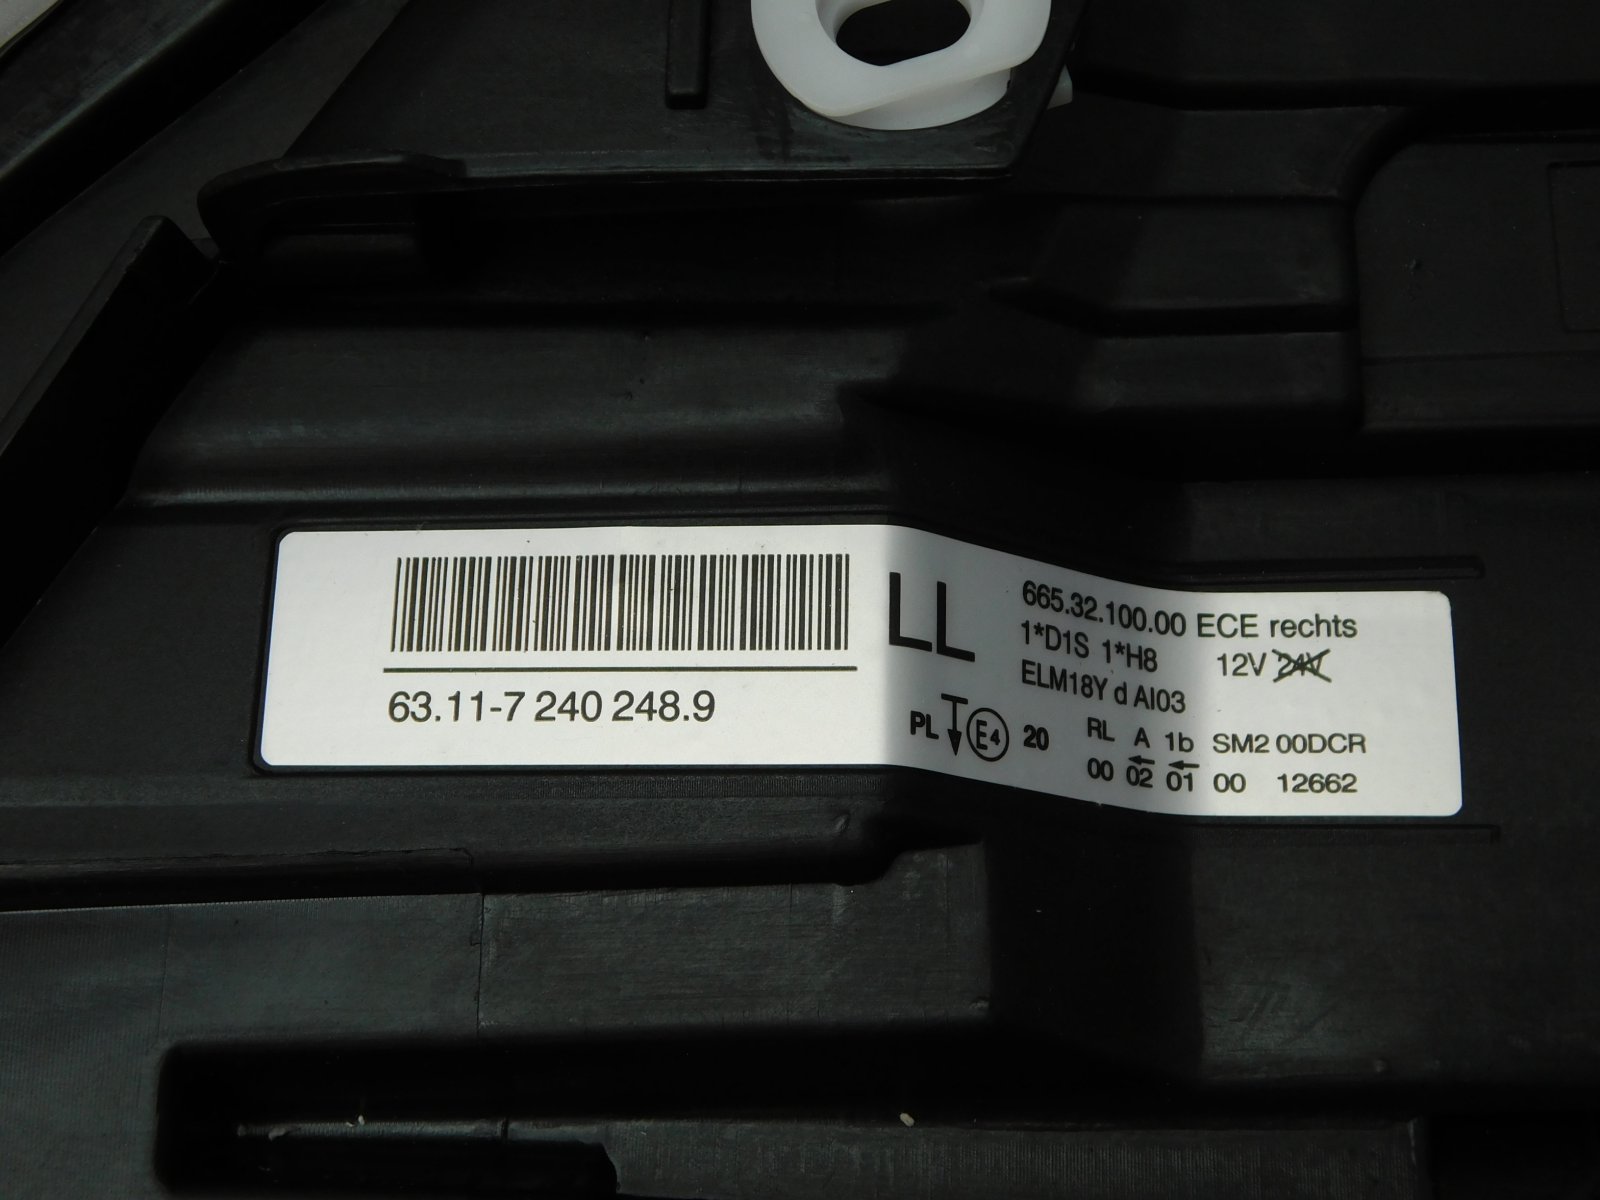 63.11-7 240 248.9
LL
665.32.100.00 ECE rechts
1*D1S 1*H8 12V 24V
ELM18Y d AI03
PL E4 20 RL A 1b SM2 00DCR
00 02 01 00 12662